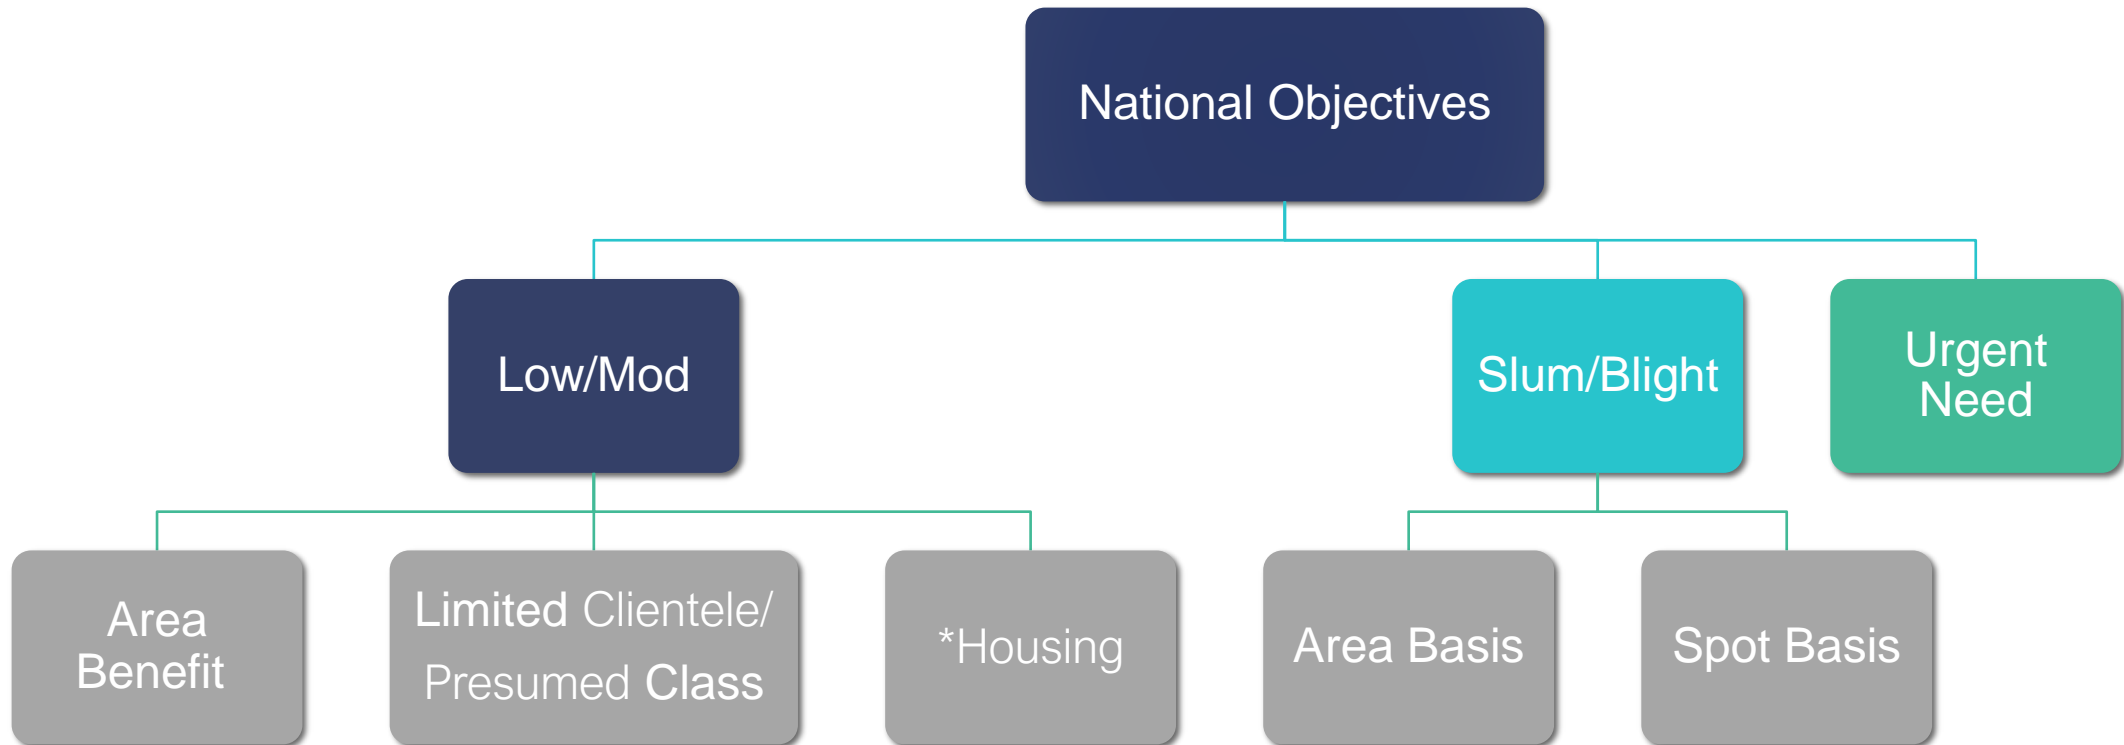 National Objectives
Low/Mod
Slum/Blight
Urgent
Need
Area
Benefit
Limited Clientele/
Presumed Class
*Housing
Area Basis
Spot Basis